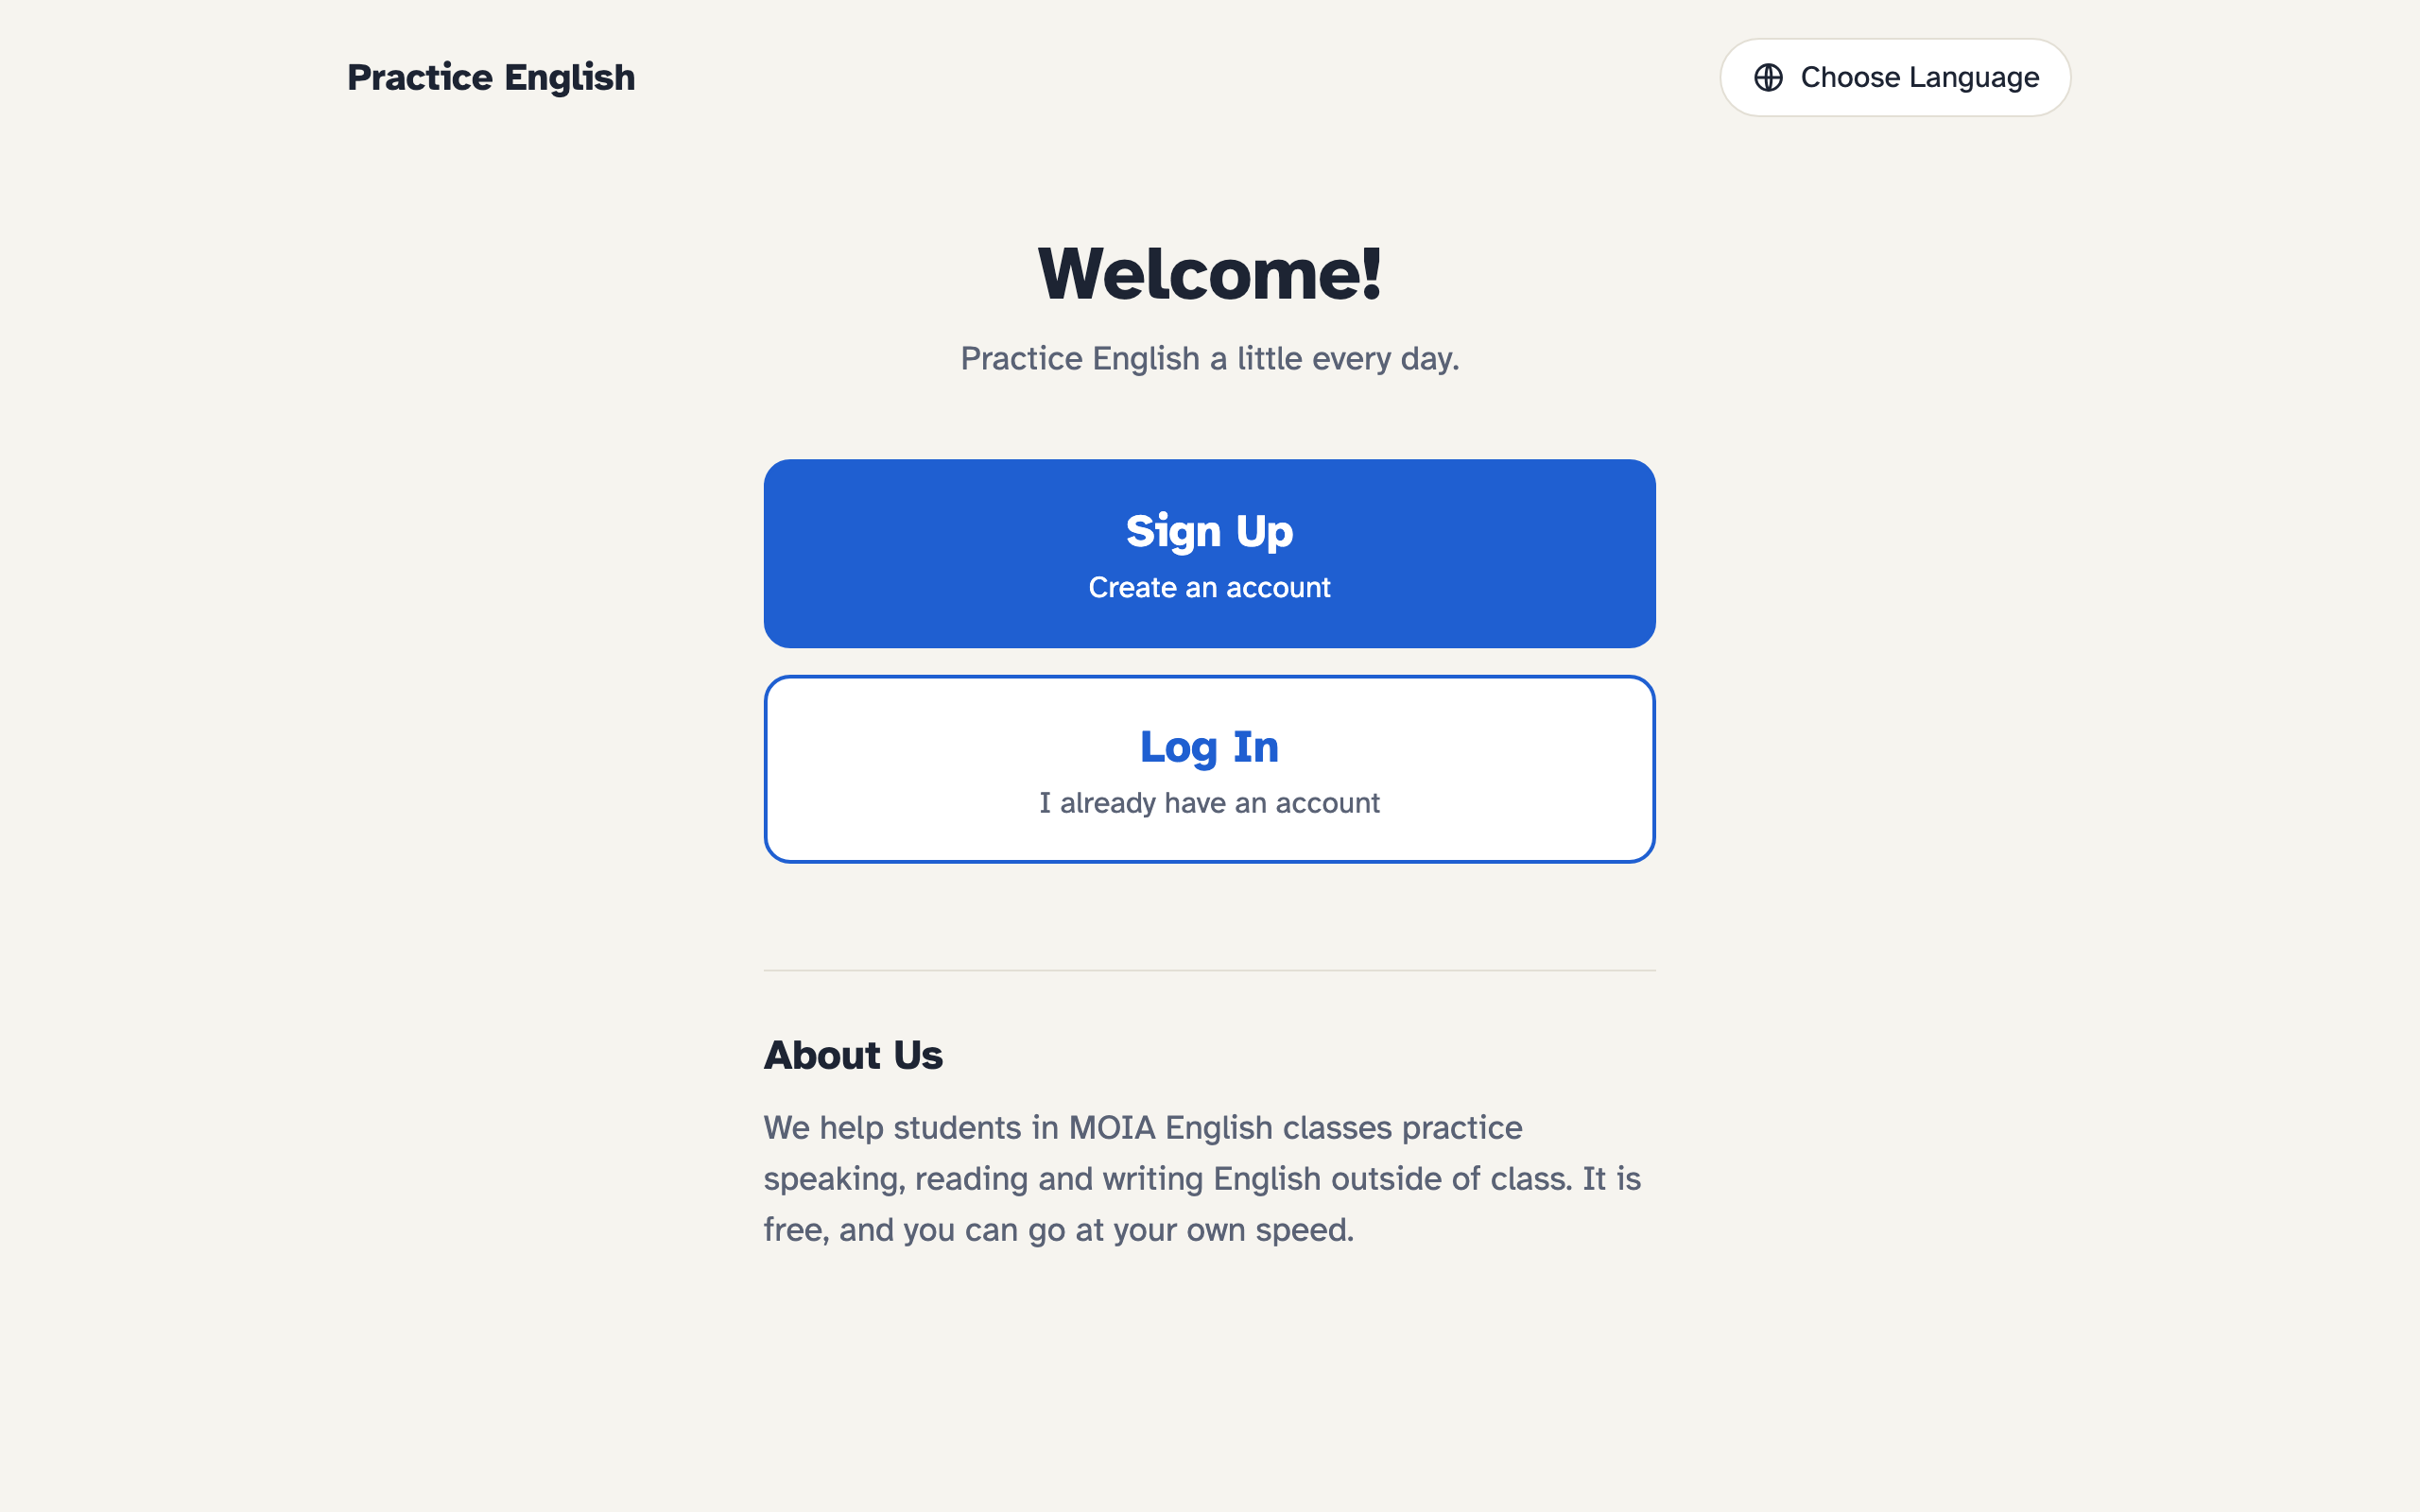 Practice English
Choose Language
Welcome!
Practice English a little every day.
Sign Up
Create an account
Log In
I already have an account
About Us
We help students in MOIA English classes practice
speaking, reading and writing English outside of class. It is
free, and you can go at your own speed.